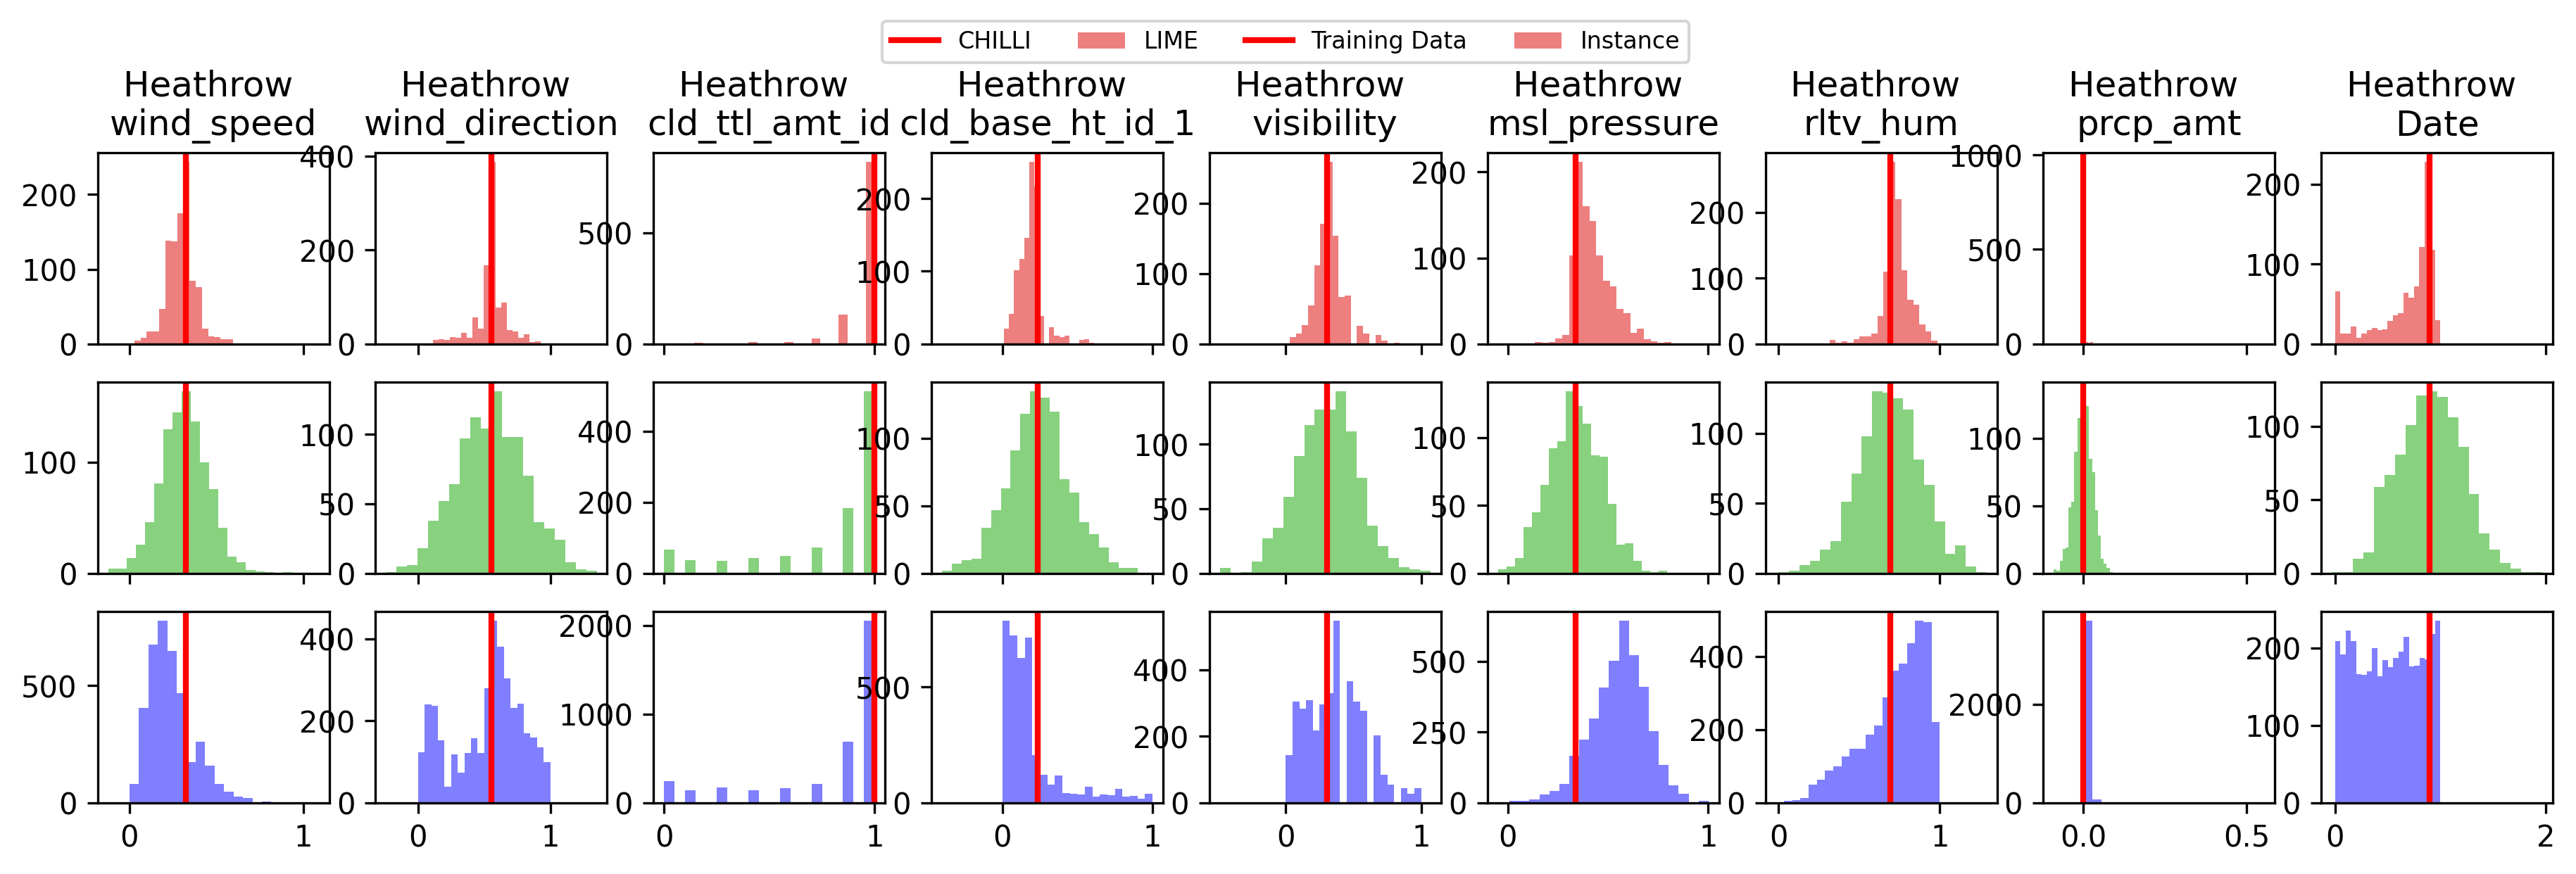 CHILLI LIME Training Data Instance
Heathrow Heathrow Heathrow Heathrow Heathrow Heathrow Heathrow Heathrow Heathrow
wind_speed wind_direction cld_ttl_amt_id cld_base_ht_id_1 visibility msl_pressure rltv_hum prcp_amt Date
200 100 0
400 200 0
500 0
200 100 0
200 100 0
200 100 0
200 100 0
1000 500 0
200 100 0
100 0
100 50 0
400 200 0
100 50 0
100 50 0
100 50 0
100 50 0
100 50 0
100 50 0
500 0
400 200 0
2000 1000 0
500 0
400 200 0
500 250 0
400 200 0
2000 0
200 100 0
0 1 0 1 0 1 0 1 0 1 0 1 0 1 0.0 0.5 0 2